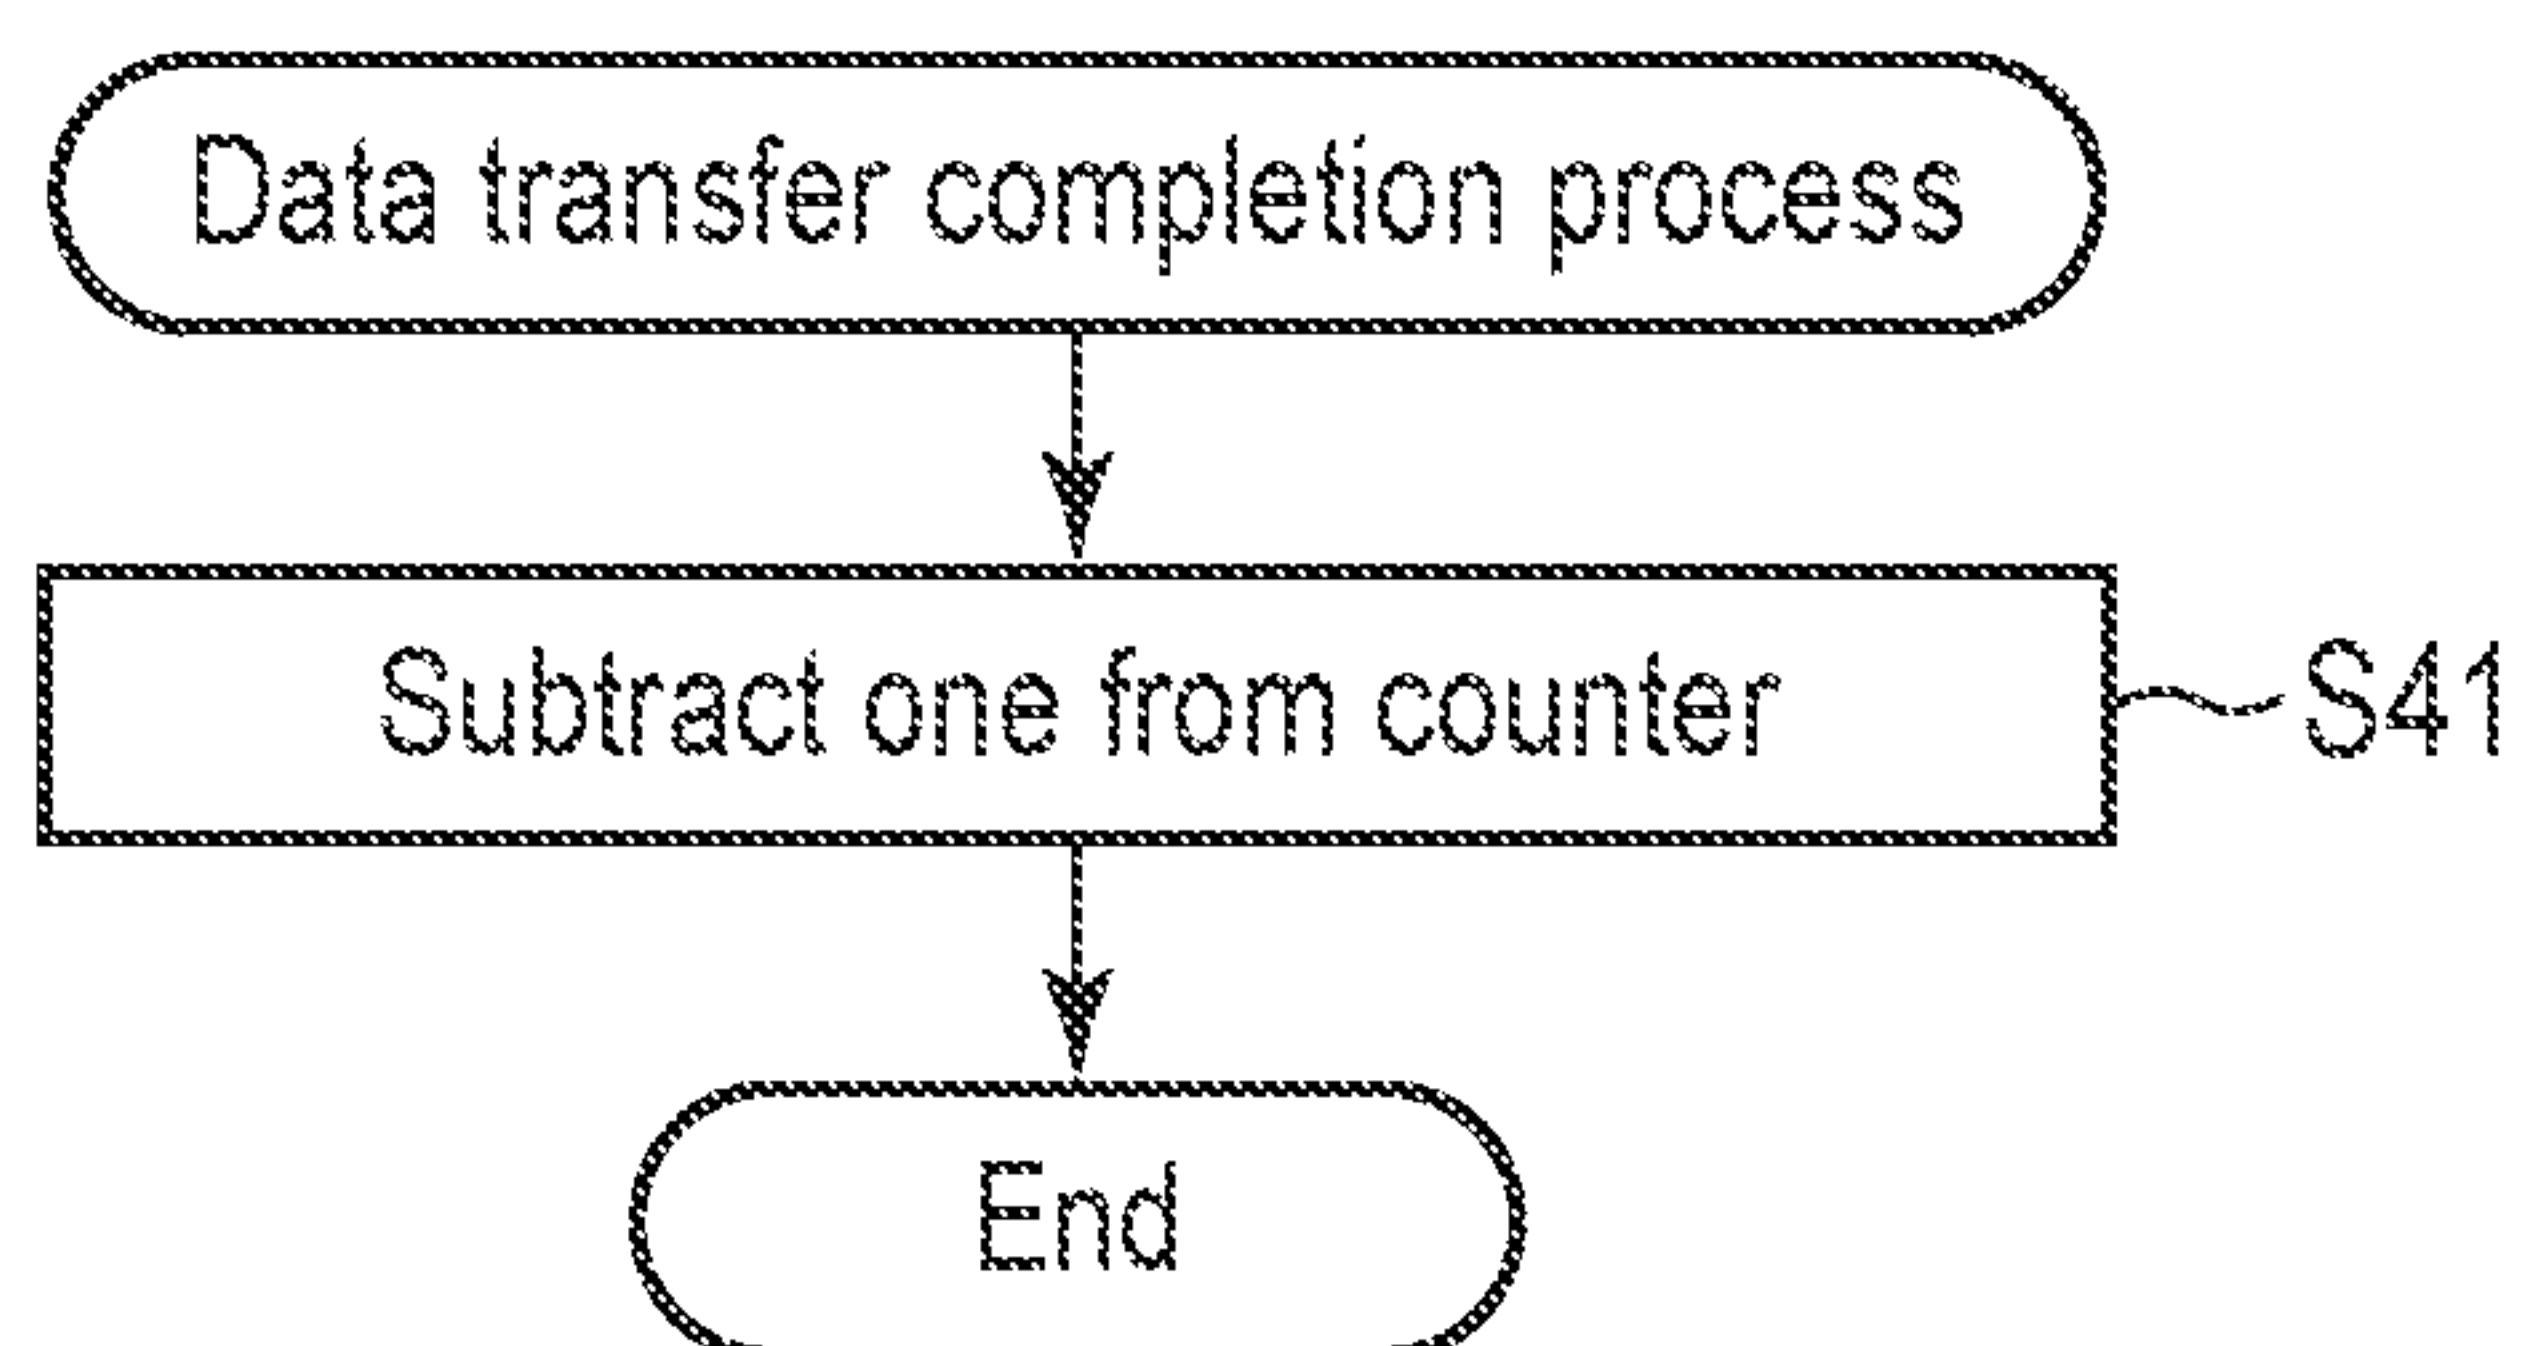 Data transfer completion process
Subtract one from counter
S41
End